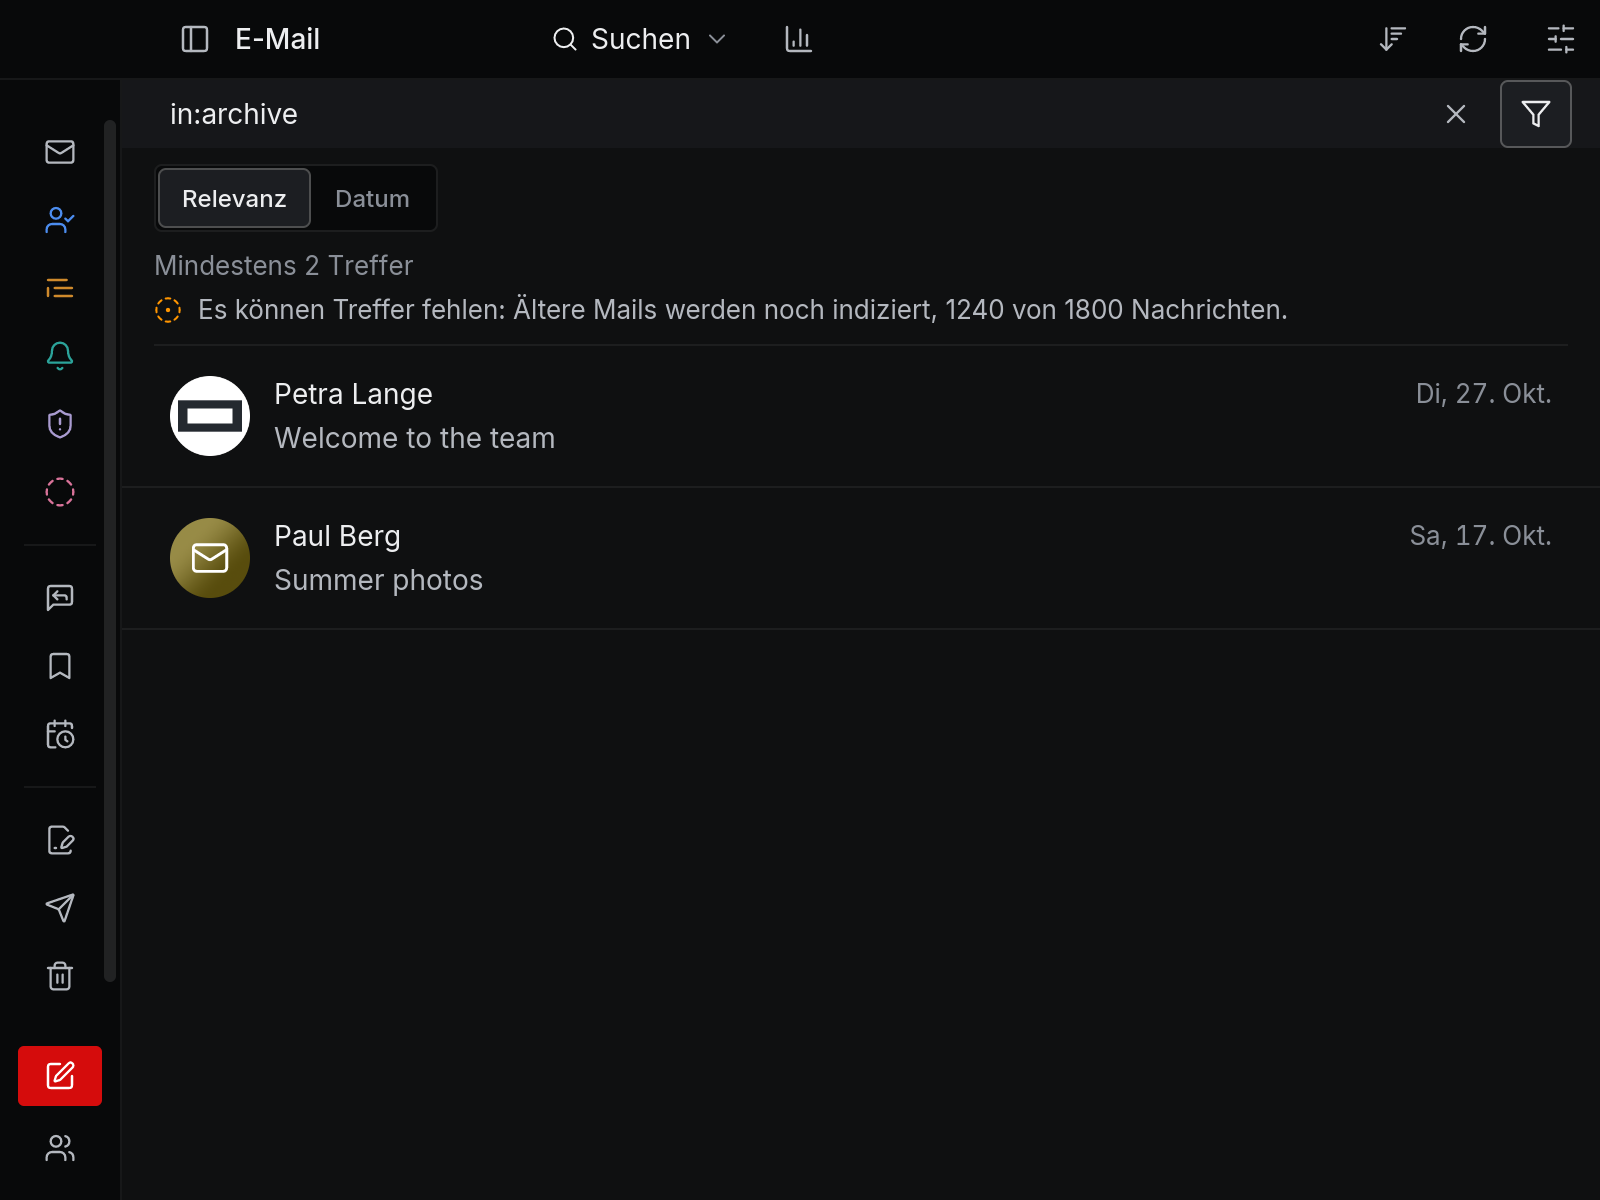 E-Mail
Suchen
in:archive
Relevanz
Datum
Mindestens 2 Treffer
Es können Treffer fehlen: Ältere Mails werden noch indiziert, 1240 von 1800 Nachrichten.
Petra Lange
Di, 27. Okt.
Welcome to the team
Paul Berg
Sa, 17. Okt.
Summer photos